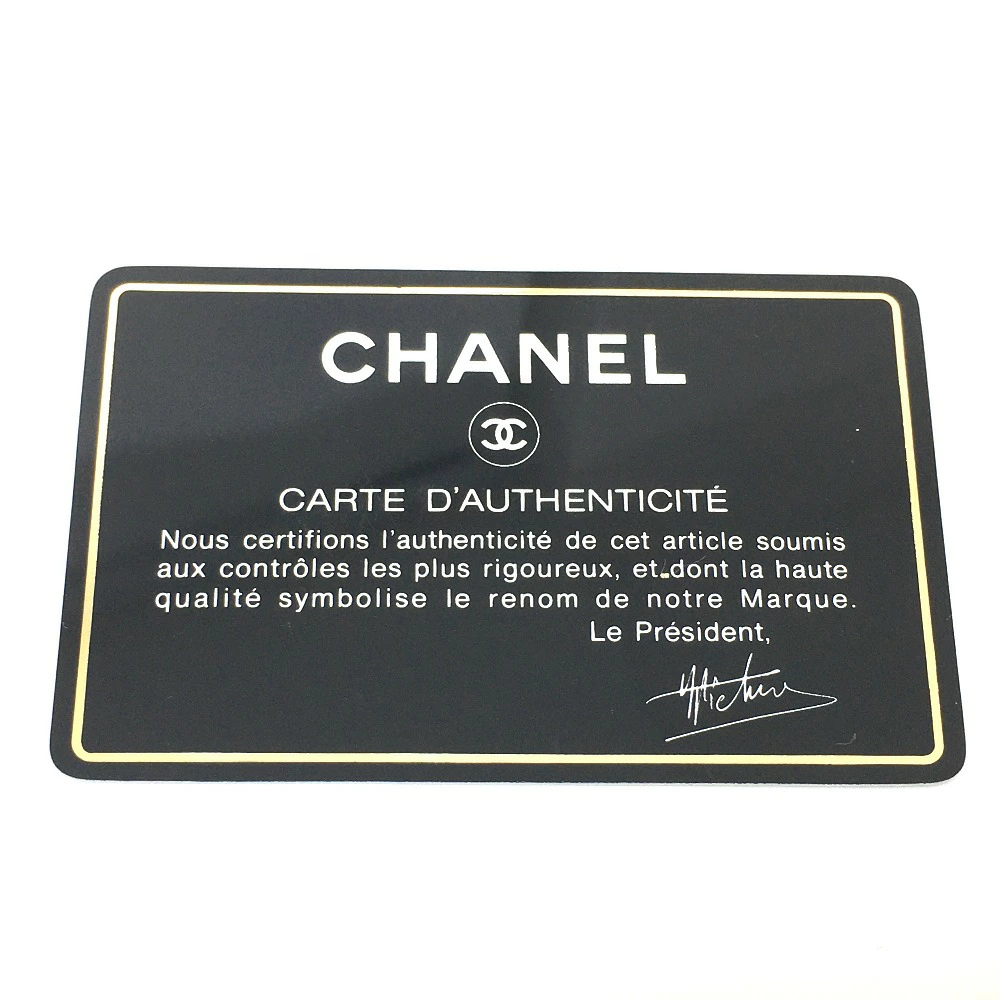 CHANEL
CARTE D'AUTHENTICITÉ
Nous certifions l'authenticité de cet article soumis
aux contrôles les plus rigoureux, et dont la haute
qualité symbolise le renom de notre Marque.
Le Président,